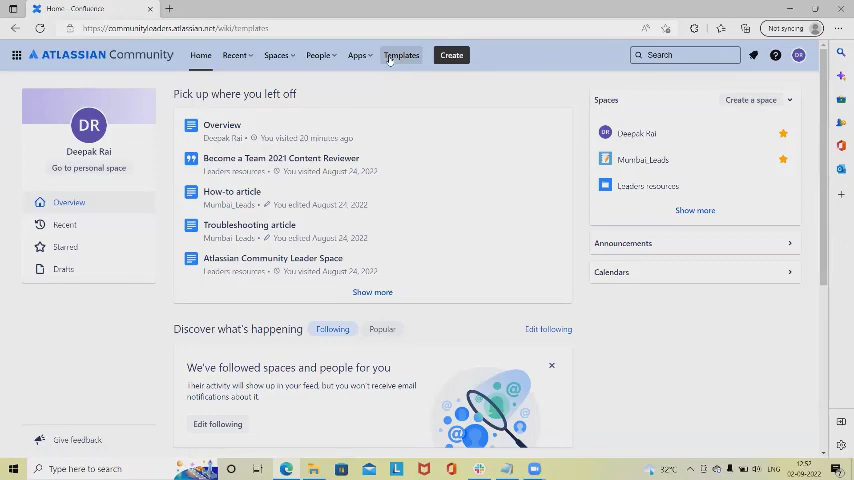 Home - Confluence
https://communityleaders.atlassian.net/wiki/templates
Not syncing
ATLASSIAN Community
Home
Recent
Spaces
People
Apps
Templates
Create
Search
DR
DR
Deepak Rai
Go to personal space
Overview
Recent
Starred
Drafts
Give feedback
Pick up where you left off
Overview
Deepak Rai • You visited 20 minutes ago
Become a Team 2021 Content Reviewer
Leaders resources • You visited August 24, 2022
How-to article
Mumbai_Leads • You edited August 24, 2022
Troubleshooting article
Mumbai_Leads • You edited August 24, 2022
Atlassian Community Leader Space
Leaders resources • You visited August 24, 2022
Show more
Discover what's happening
Following
Popular
Edit following
We've followed spaces and people for you
Their activity will show up in your feed, but you won't receive email
notifications about it.
Edit following
Spaces
Create a space
DR
Deepak Rai
Mumbai_Leads
Leaders resources
Show more
Announcements
Calendars
Type here to search
32°C
ENG
12:52
02-09-2022